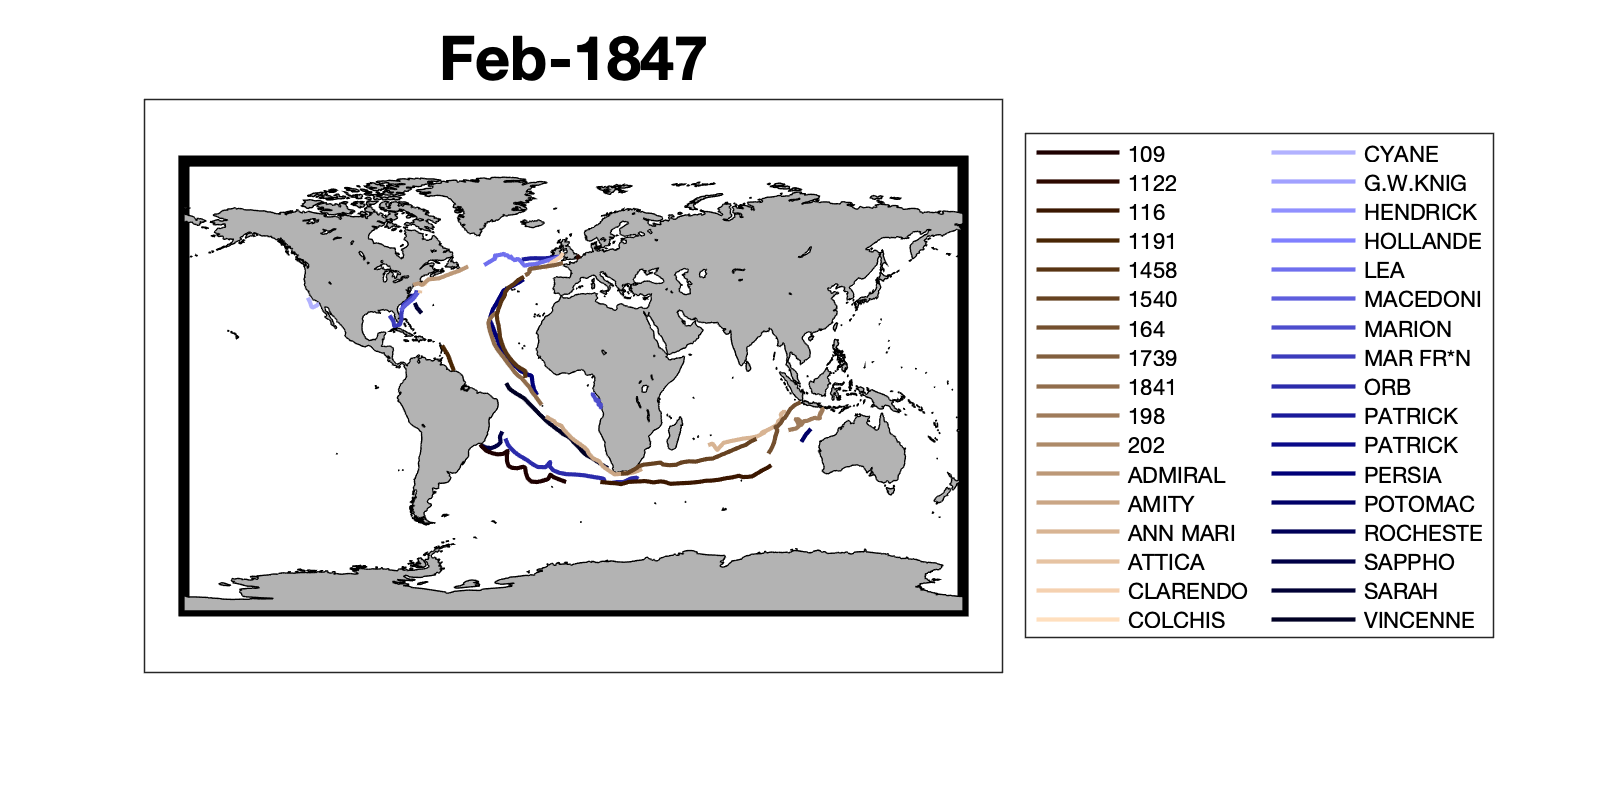 Feb-1847
109
1122
116
1191
1458
1540
164
1739
1841
198
202
ADMIRAL
AMITY
ANN MARI
ATTICA
CLARENDO
COLCHIS
CYANE
G.W.KNIG
HENDRICK
HOLLANDE
LEA
MACEDONI
MARION
MAR FR*N
ORB
PATRICK
PATRICK
PERSIA
POTOMAC
ROCHESTE
SAPPHO
SARAH
VINCENNE